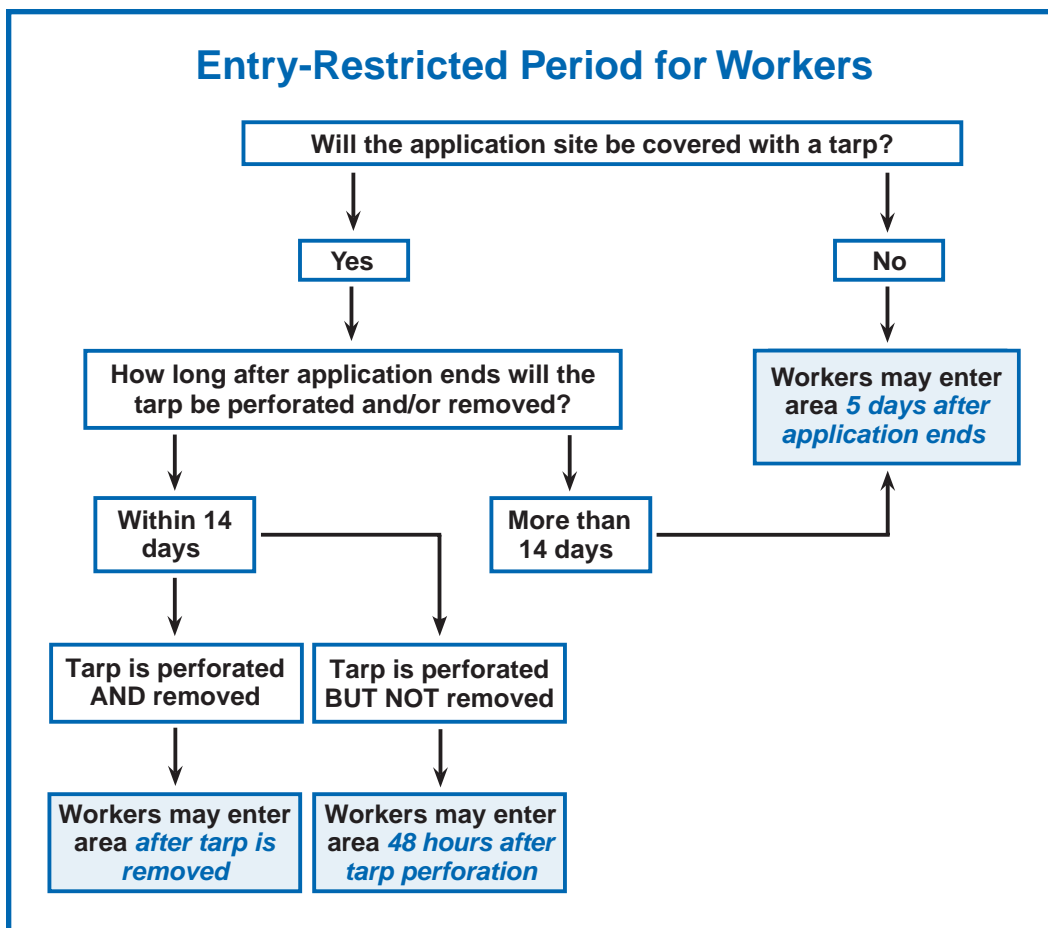 Entry-Restricted Period for Workers
Will the application site be covered with a tarp?
Yes
No
How long after application ends will the
tarp be perforated and/or removed?
Workers may enter
area 5 days after
application ends
Within 14
days
More than
14 days
Tarp is perforated
AND removed
Tarp is perforated
BUT NOT removed
Workers may enter
area after tarp is
removed
Workers may enter
area 48 hours after
tarp perforation